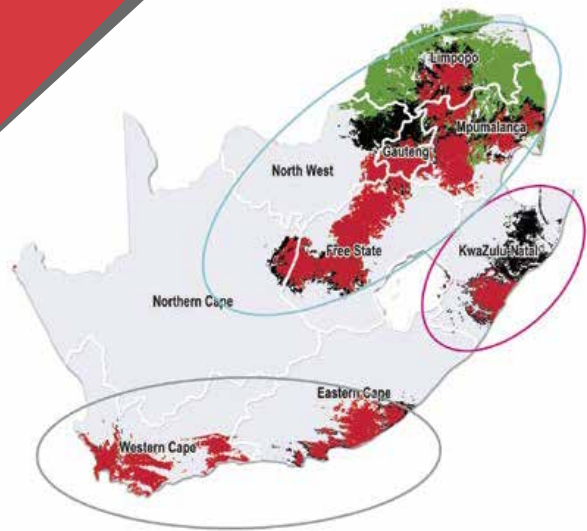 Limpopo
Mpumalanga
Gauteng
North West
Free State
KwaZulu-Natal
Northern Cape
Eastern Cape
Western Cape